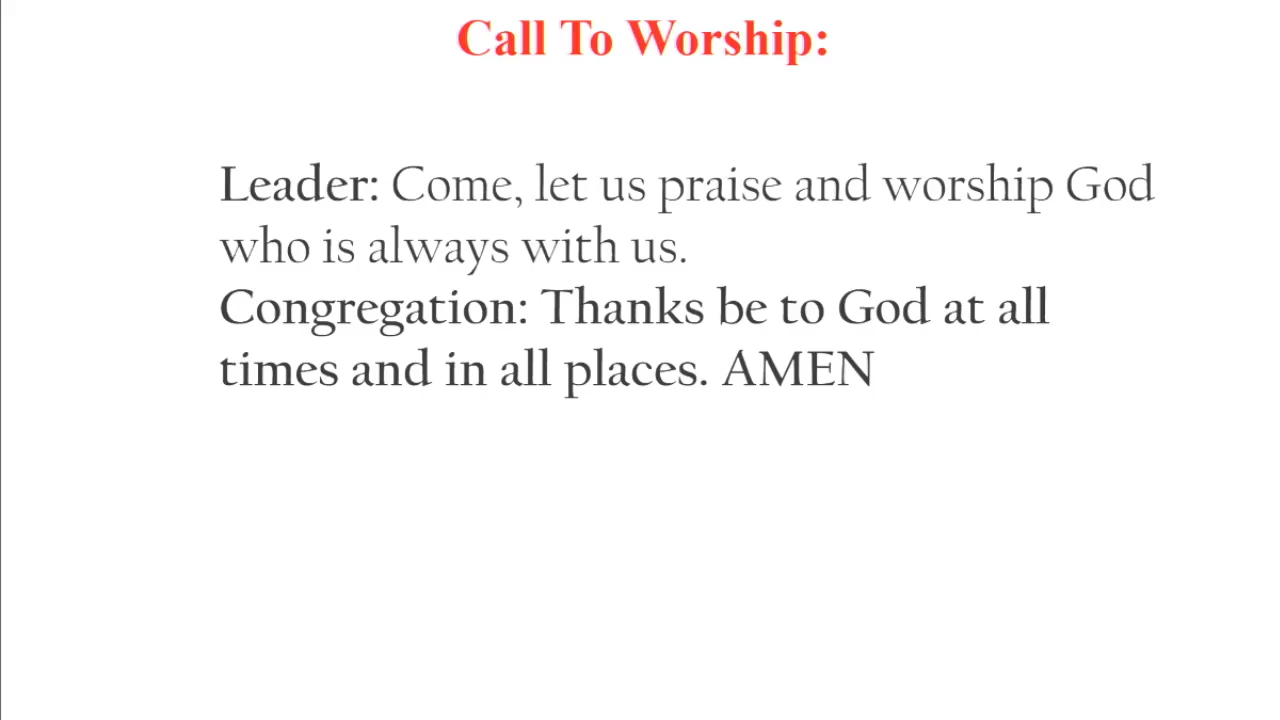 Call To Worship:
Leader: Come, let us praise and worship God
who is always with us.
Congregation: Thanks be to God at all
times and in all places. AMEN